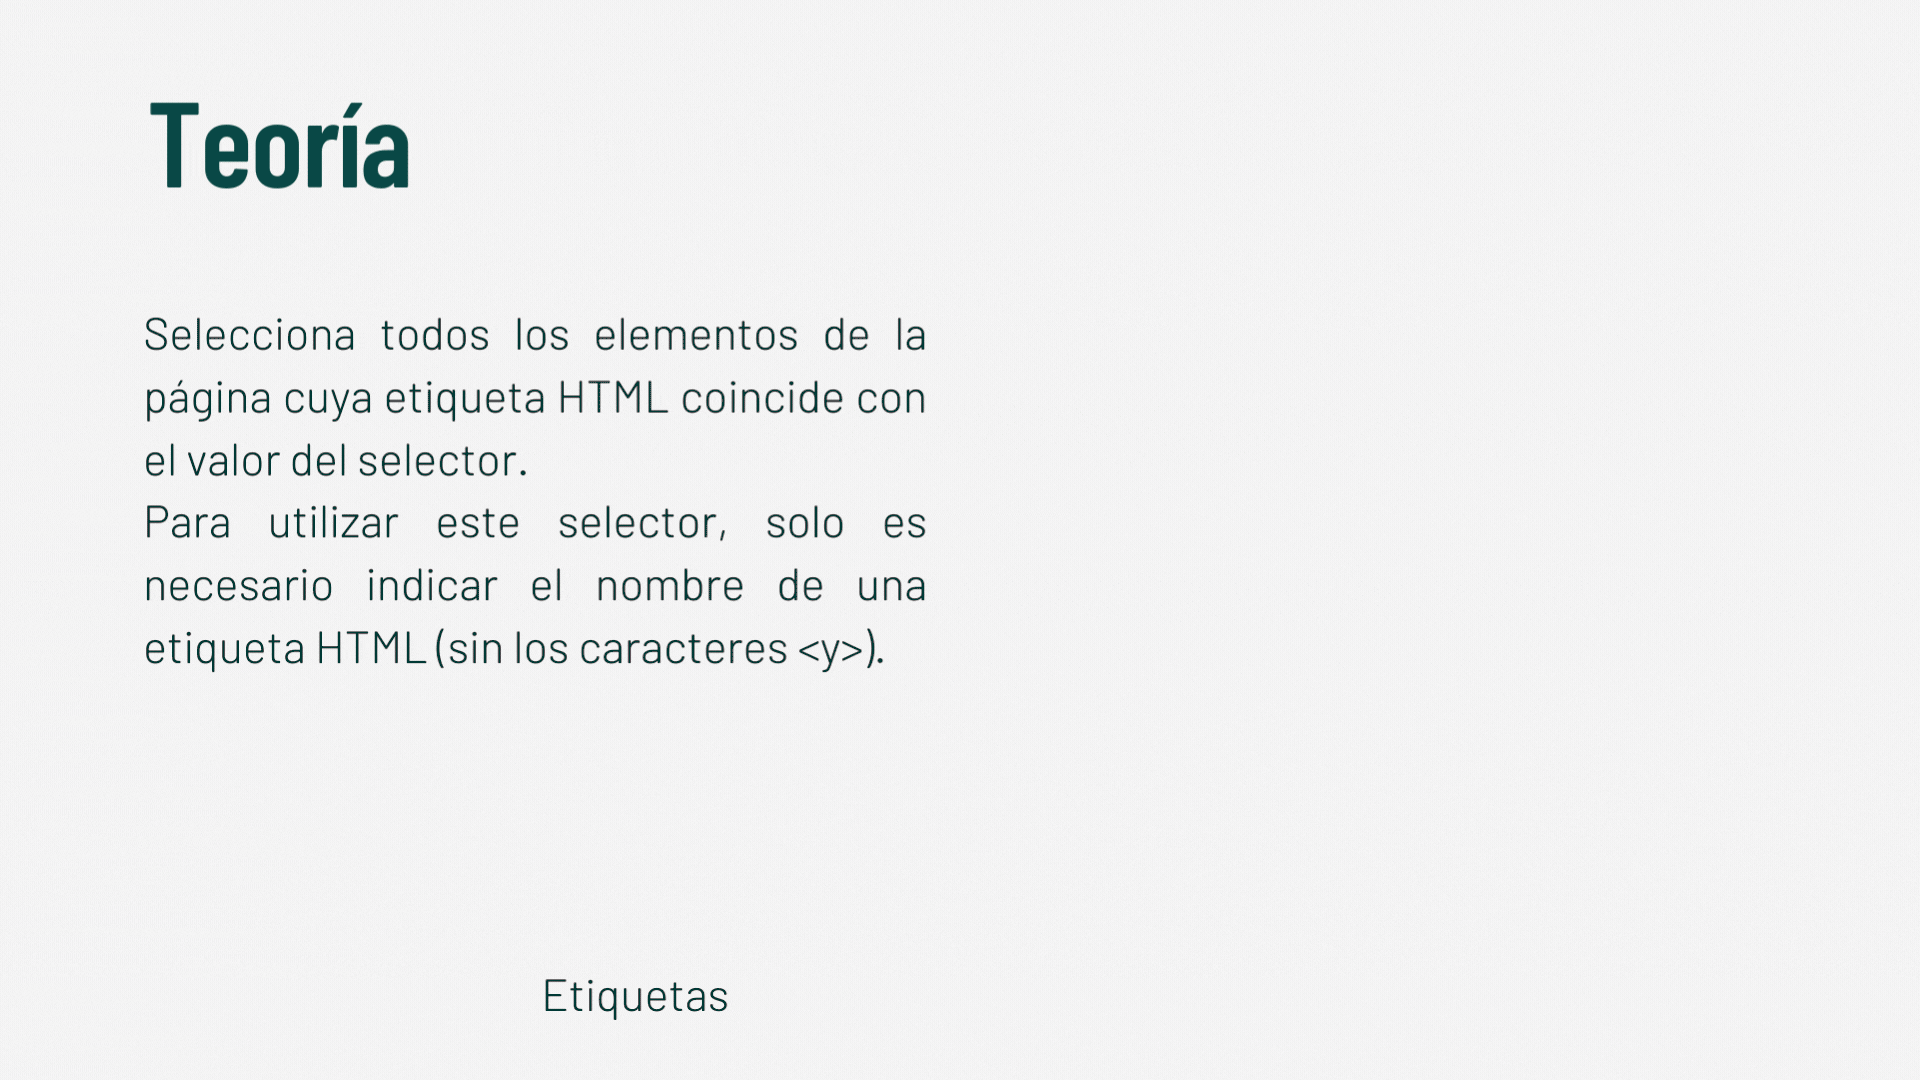 Teoría
Selecciona todos los elementos de la
página cuya etiqueta HTML coincide con
el valor del selector.
Para utilizar este selector, solo es
necesario indicar el nombre de una
etiqueta HTML (sin los caracteres <y>).
Etiquetas